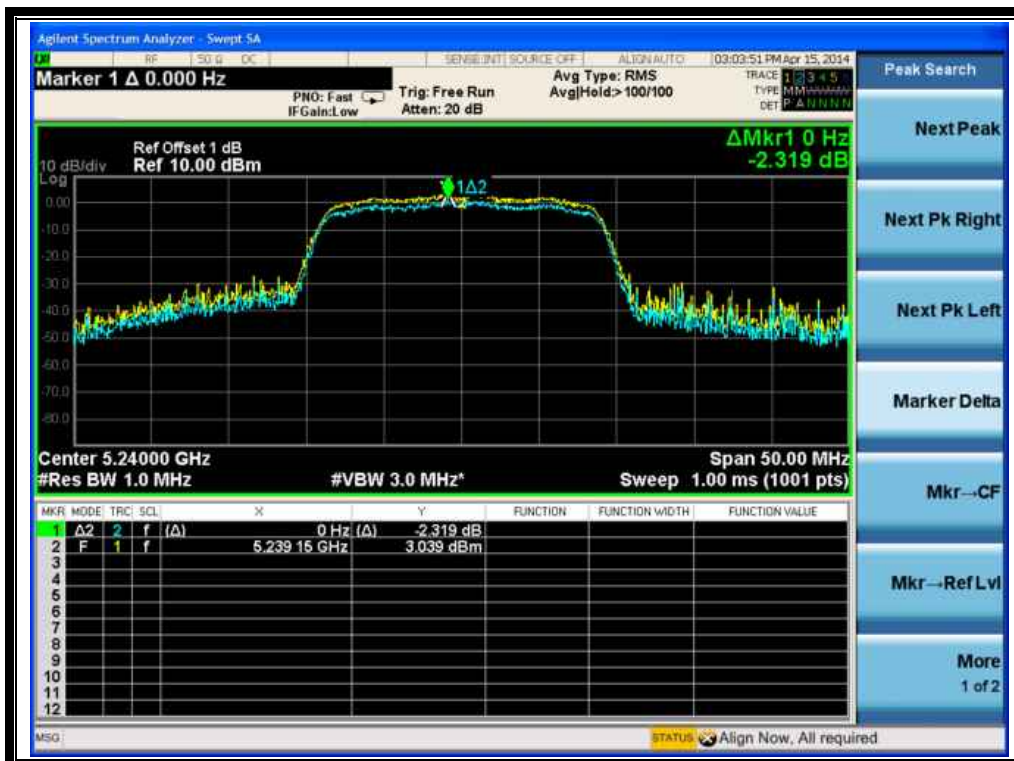 Agilent Spectrum Analyzer - Swept SA
RF 50 Ω DC SENSE:INT SOURCE OFF ALIGN AUTO 03:03:51 PM Apr 15, 2014
Marker 1 Δ 0.000 Hz
PNO: Fast
IFGain:Low
Trig: Free Run
Atten: 20 dB
Avg Type: RMS
Avg|Hold:> 100/100
TRACE 1 2 3 4 5
TYPE MMWWWW
DET P A N N N N
Peak Search
Next Peak
Next Pk Right
Next Pk Left
Marker Delta
Mkr→CF
Mkr→Ref Lvl
More
1 of 2
ΔMkr1 0 Hz
-2.319 dB
Ref Offset 1 dB
10 dB/div Ref 10.00 dBm
Log
1Δ2
0.00
-10.0
-20.0
-30.0
-40.0
-50.0
-60.0
-70.0
-80.0
Center 5.24000 GHz Span 50.00 MHz
#Res BW 1.0 MHz #VBW 3.0 MHz* Sweep 1.00 ms (1001 pts)
MKR MODE TRC SCL X Y FUNCTION FUNCTION WIDTH FUNCTION VALUE
1 Δ2 2 f (Δ) 0 Hz (Δ) -2.319 dB
2 F 1 f 5.239 15 GHz 3.039 dBm
3
4
5
6
7
8
9
10
11
12
MSG STATUS Align Now, All required